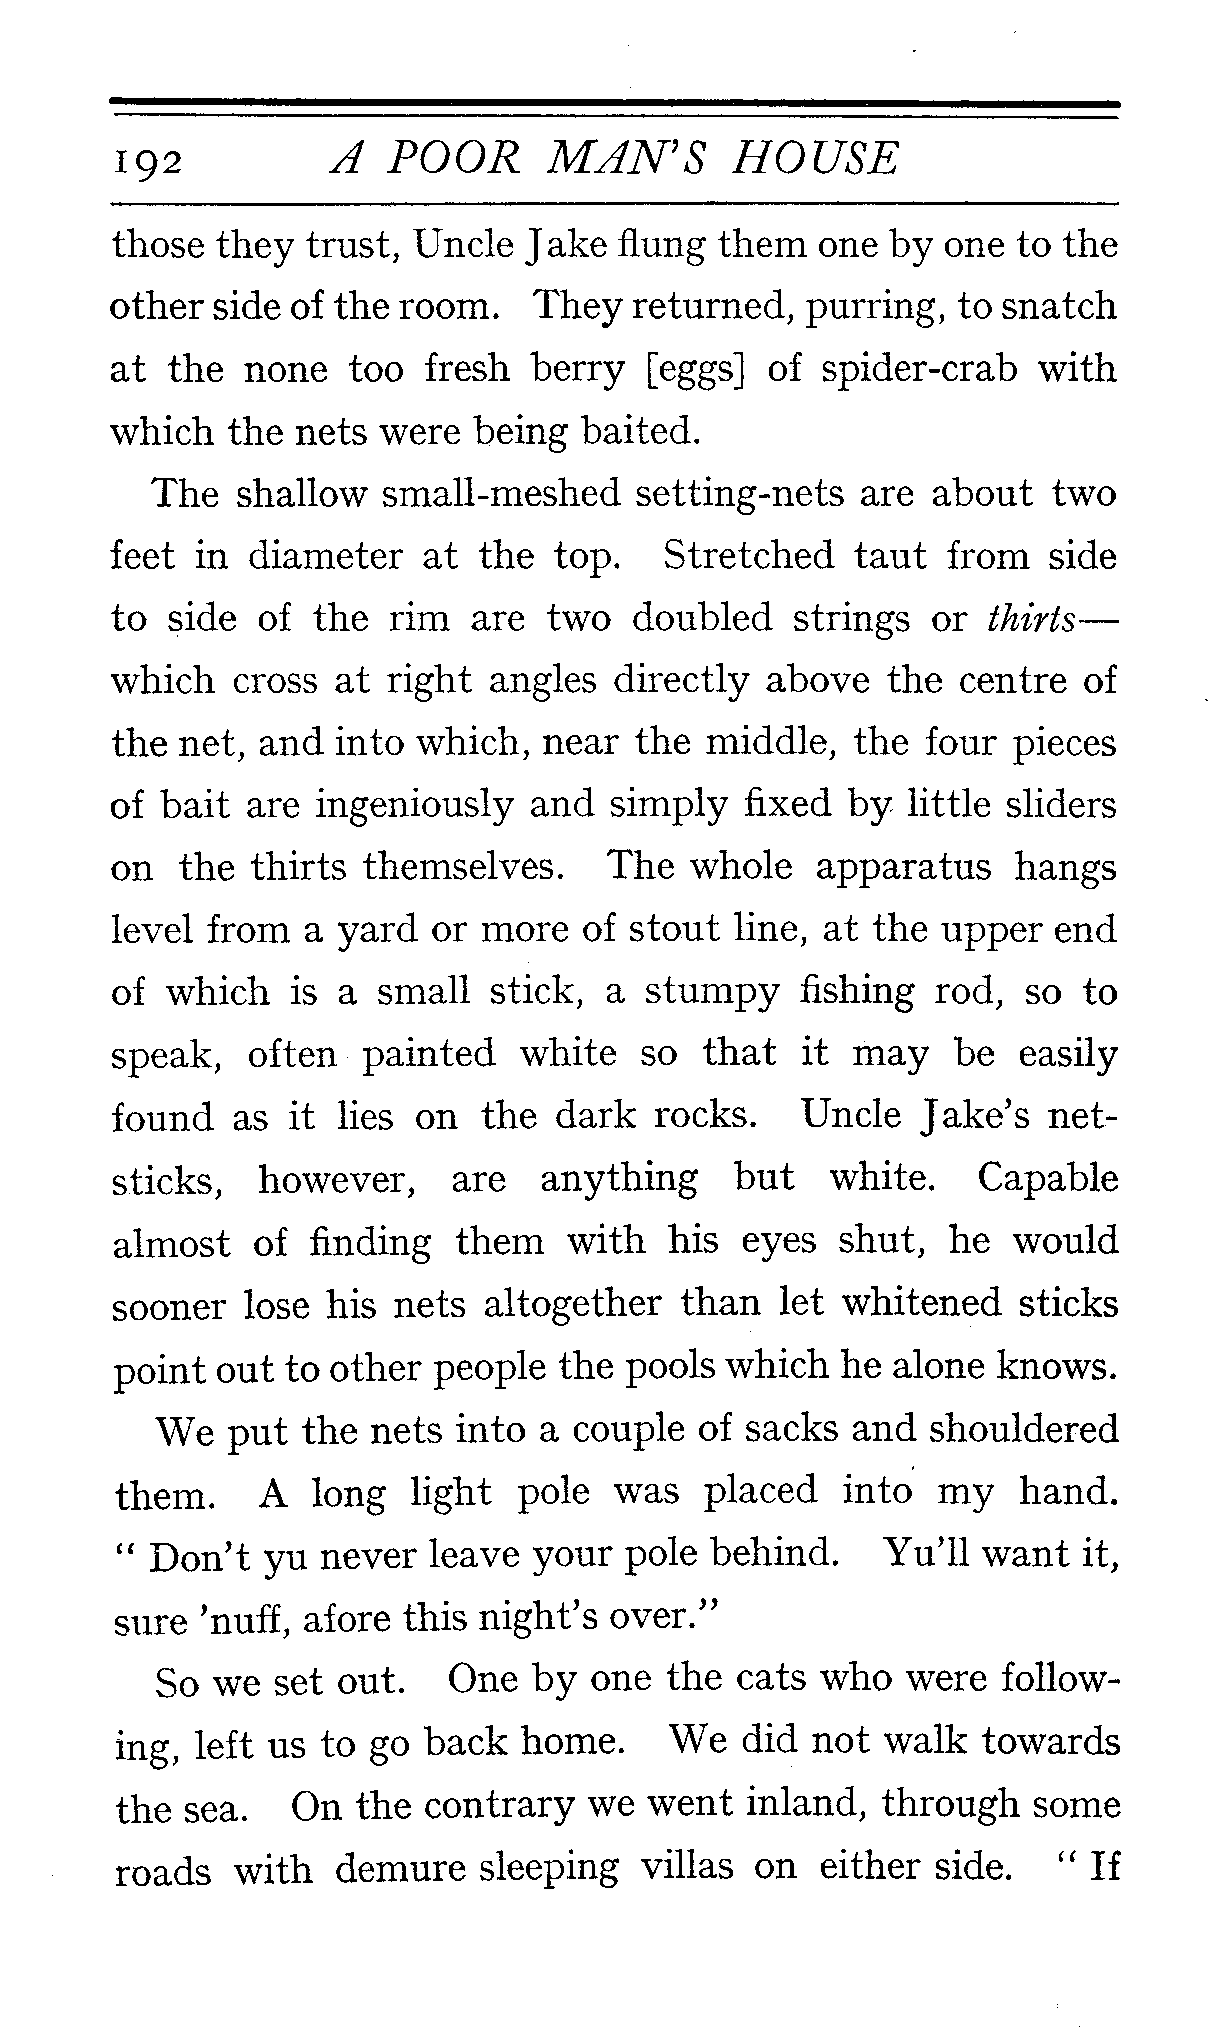 192 A POOR MAN'S HOUSE
those they trust, Uncle Jake flung them one by one to the
other side of the room. They returned, purring, to snatch
at the none too fresh berry [eggs] of spider-crab with
which the nets were being baited.
The shallow small-meshed setting-nets are about two
feet in diameter at the top. Stretched taut from side
to side of the rim are two doubled strings or thirts—
which cross at right angles directly above the centre of
the net, and into which, near the middle, the four pieces
of bait are ingeniously and simply fixed by little sliders
on the thirts themselves. The whole apparatus hangs
level from a yard or more of stout line, at the upper end
of which is a small stick, a stumpy fishing rod, so to
speak, often painted white so that it may be easily
found as it lies on the dark rocks. Uncle Jake's net-
sticks, however, are anything but white. Capable
almost of finding them with his eyes shut, he would
sooner lose his nets altogether than let whitened sticks
point out to other people the pools which he alone knows.
We put the nets into a couple of sacks and shouldered
them. A long light pole was placed into my hand.
“ Don't yu never leave your pole behind. Yu'll want it,
sure 'nuff, afore this night's over.”
So we set out. One by one the cats who were follow-
ing, left us to go back home. We did not walk towards
the sea. On the contrary we went inland, through some
roads with demure sleeping villas on either side. “ If